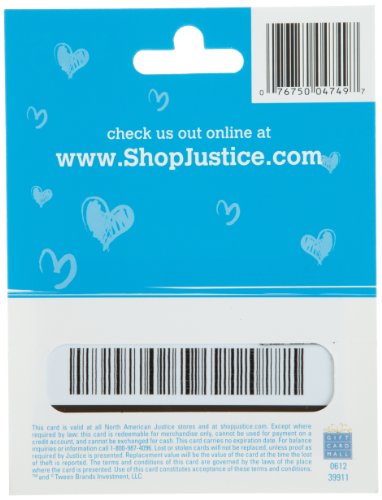 0 76750 04749 7
check us out online at
www.ShopJustice.com
This card is valid at all North American Justice stores and at shopjustice.com. Except where
required by law: this card is redeemable for merchandise only, cannot be used for payment on a
credit account, and cannot be exchanged for cash. This card carries no expiration date. For balance
inquiries or information call 1-800-967-4095. Lost or stolen cards will not be replaced unless proof as
required by Justice is presented. Replacement value will be the value of the card at the time the lost
of theft is reported. The terms and conditions of this card are governed by the laws of the place
where the card is presented. Use of this card constitutes acceptance of these terms and conditions.
™and © Tween Brands Investment, LLC.
GIFT
CARD
MALL
0612
39911